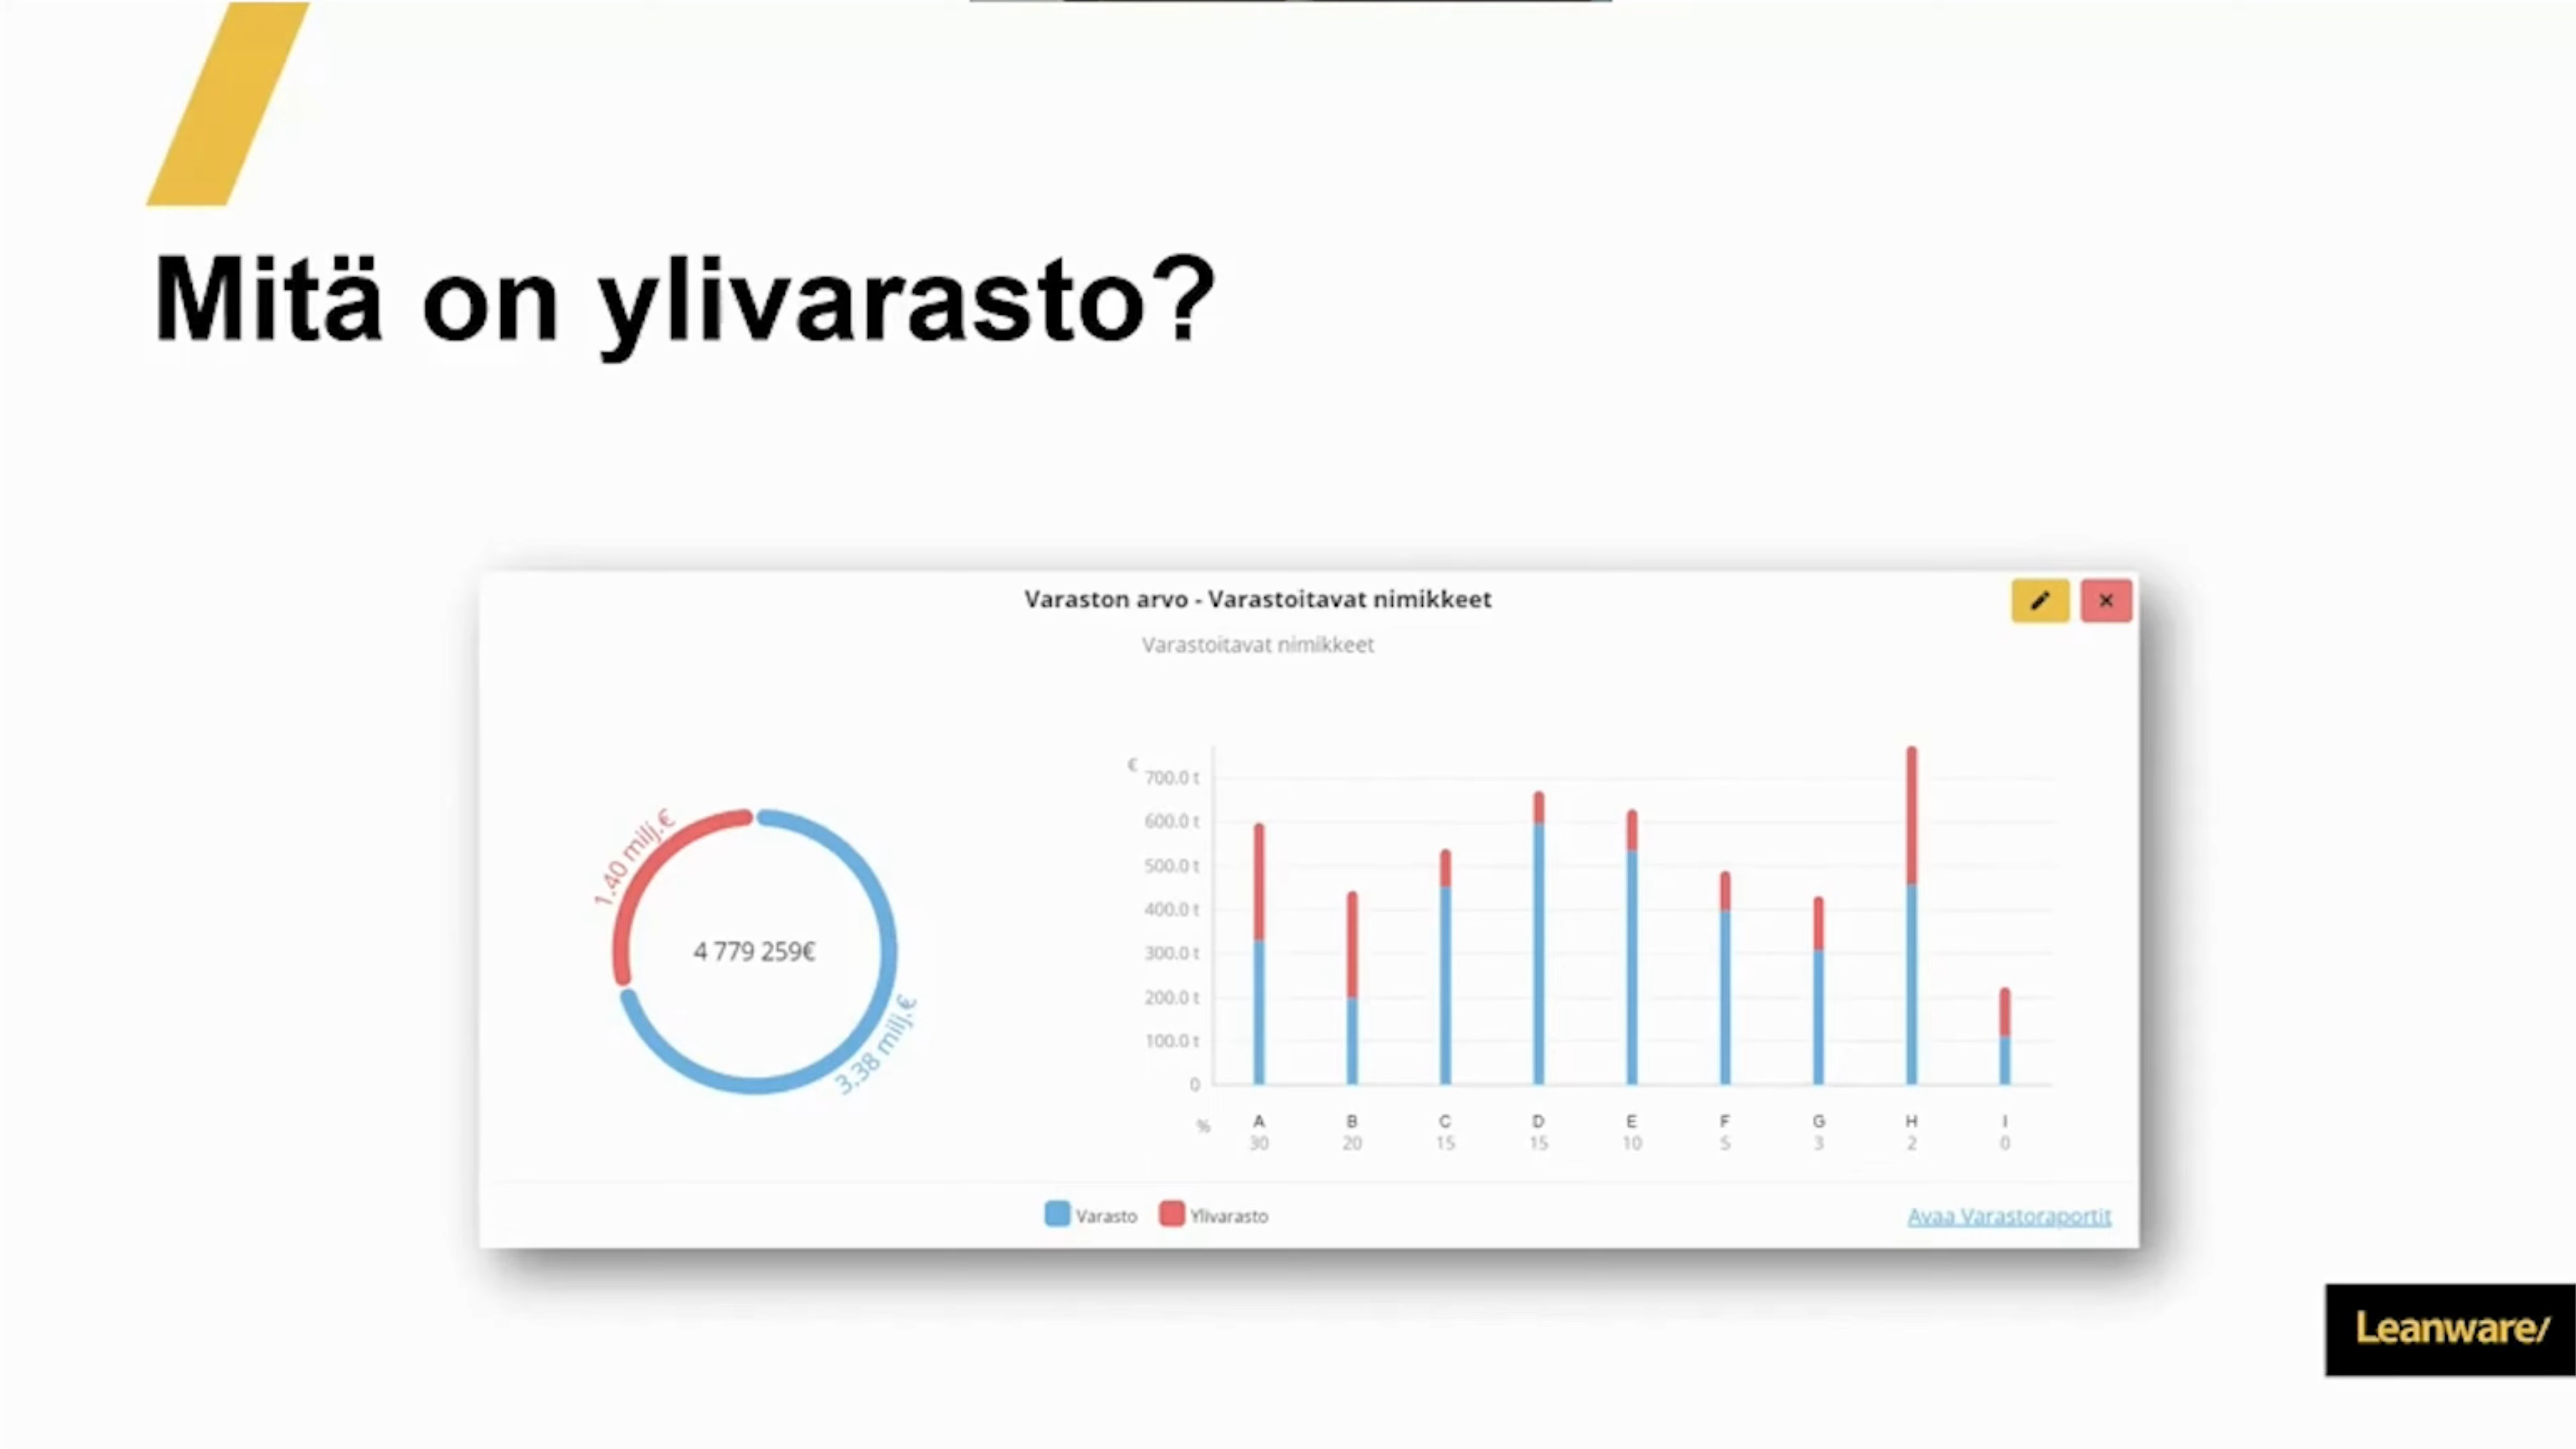 Mitä on ylivarasto?
Varaston arvo - Varastoitavat nimikkeet
Varastoitavat nimikkeet
1.40 milj.€
4 779 259€
3.38 milj.€
€
700.0 t
600.0 t
500.0 t
400.0 t
300.0 t
200.0 t
100.0 t
0
A B C D E F G H I
% 30 20 15 15 10 5 3 2 0
Varasto Ylivarasto
Avaa Varastoraportit
Leanware/